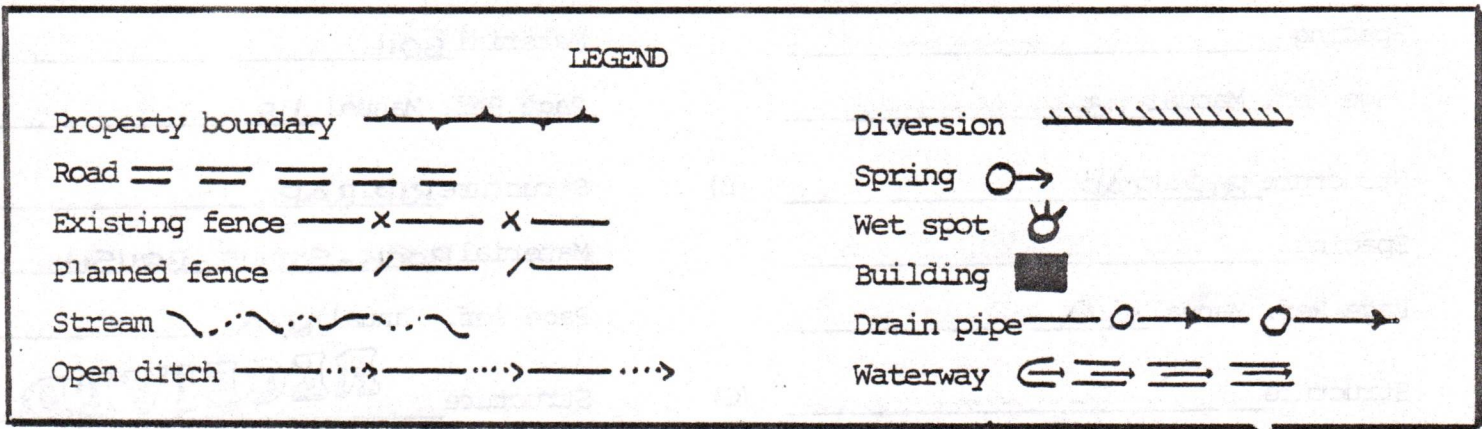 LEGEND
Property boundary
Road
Existing fence
Planned fence
Stream
Open ditch
Diversion
Spring
Wet spot
Building
Drain pipe
Waterway